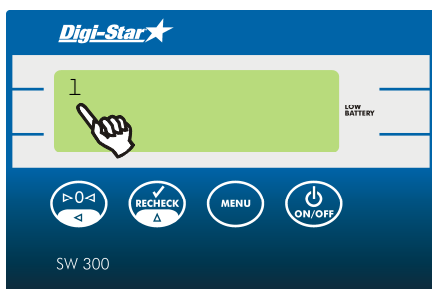 Digi-Star
1
LOW
BATTERY
>0<
RECHECK
MENU
ON/OFF
SW 300